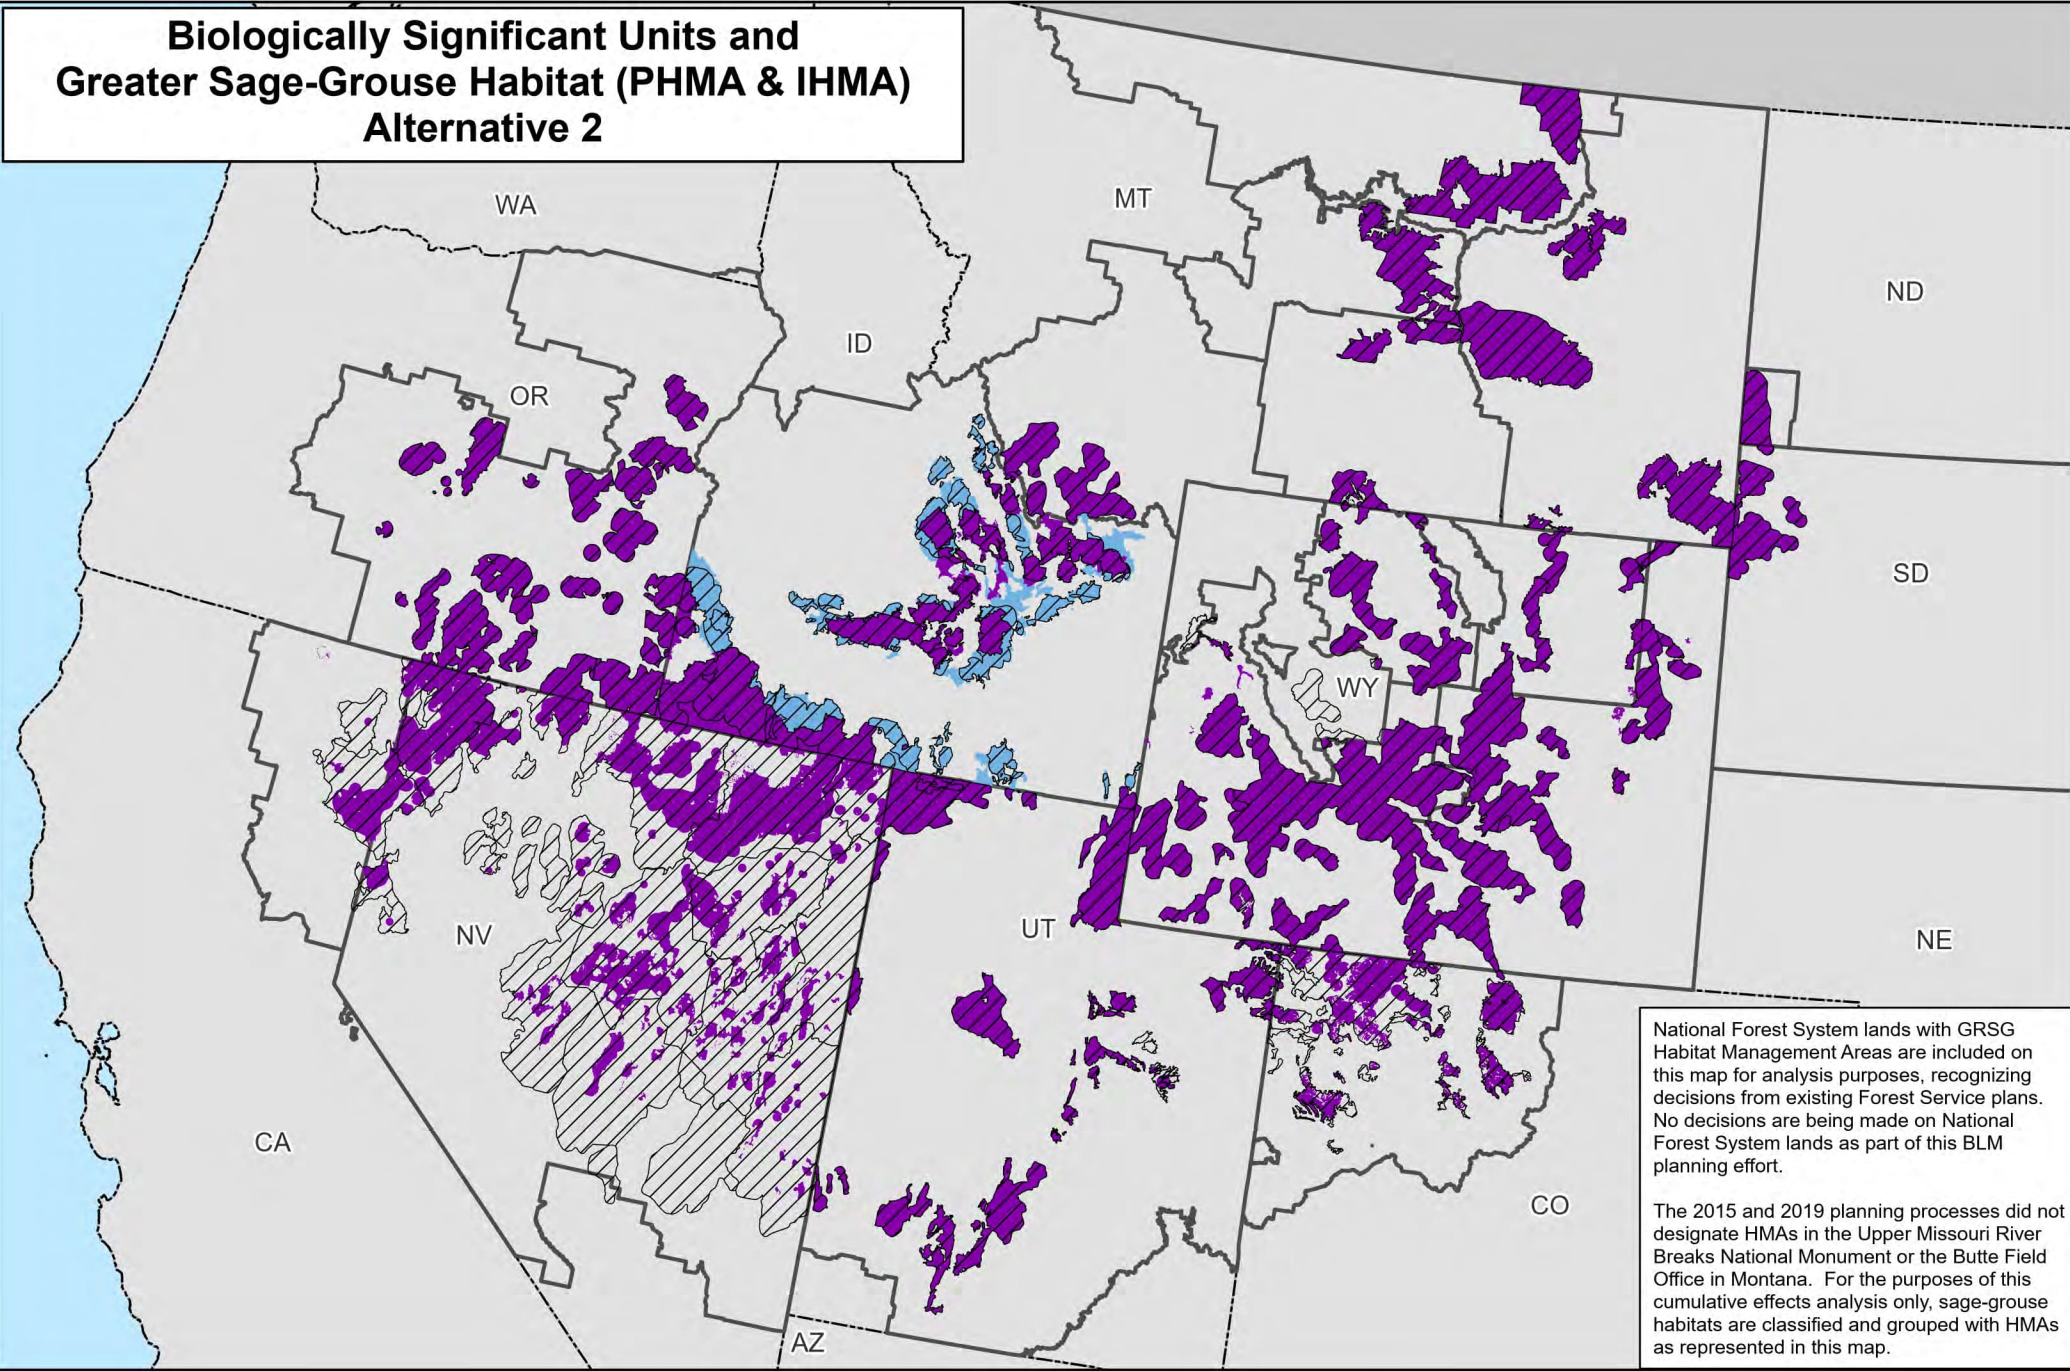 Biologically Significant Units and
Greater Sage-Grouse Habitat (PHMA & IHMA)
Alternative 2
WA
MT
ND
ID
OR
SD
WY
NV
UT
NE
CA
CO
AZ
National Forest System lands with GRSG
Habitat Management Areas are included on
this map for analysis purposes, recognizing
decisions from existing Forest Service plans.
No decisions are being made on National
Forest System lands as part of this BLM
planning effort.
The 2015 and 2019 planning processes did not
designate HMAs in the Upper Missouri River
Breaks National Monument or the Butte Field
Office in Montana. For the purposes of this
cumulative effects analysis only, sage-grouse
habitats are classified and grouped with HMAs
as represented in this map.